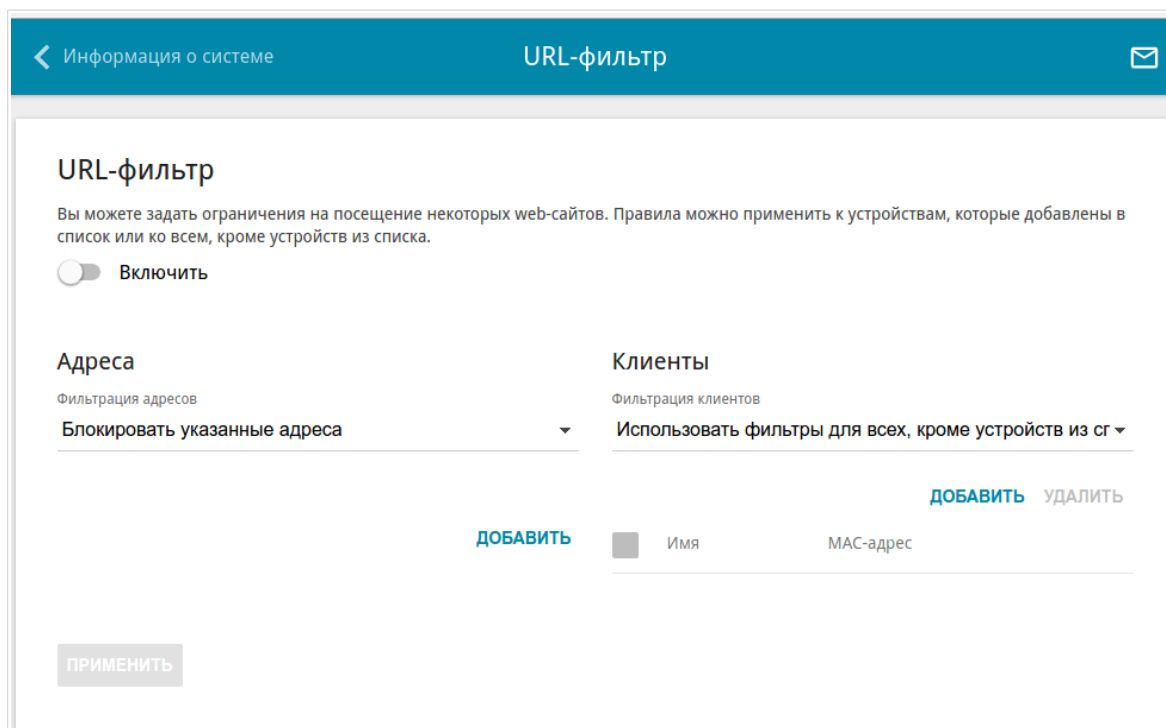 Информация о системе
URL-фильтр
URL-фильтр
Вы можете задать ограничения на посещение некоторых web-сайтов. Правила можно применить к устройствам, которые добавлены в
список или ко всем, кроме устройств из списка.
Включить
Адреса
Фильтрация адресов
Блокировать указанные адреса
ДОБАВИТЬ
Клиенты
Фильтрация клиентов
Использовать фильтры для всех, кроме устройств из
ДОБАВИТЬ УДАЛИТЬ
Имя MAC-адрес
ПРИМЕНИТЬ